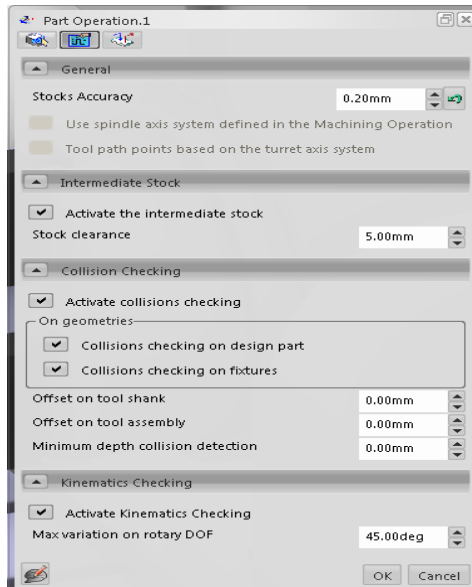 Part Operation.1
General
Stocks Accuracy 0.20mm
Use spindle axis system defined in the Machining Operation
Tool path points based on the turret axis system
Intermediate Stock
Activate the intermediate stock
Stock clearance 5.00mm
Collision Checking
Activate collisions checking
On geometries
Collisions checking on design part
Collisions checking on fixtures
Offset on tool shank 0.00mm
Offset on tool assembly 0.00mm
Minimum depth collision detection 0.00mm
Kinematics Checking
Activate Kinematics Checking
Max variation on rotary DOF 45.00deg
OK Cancel